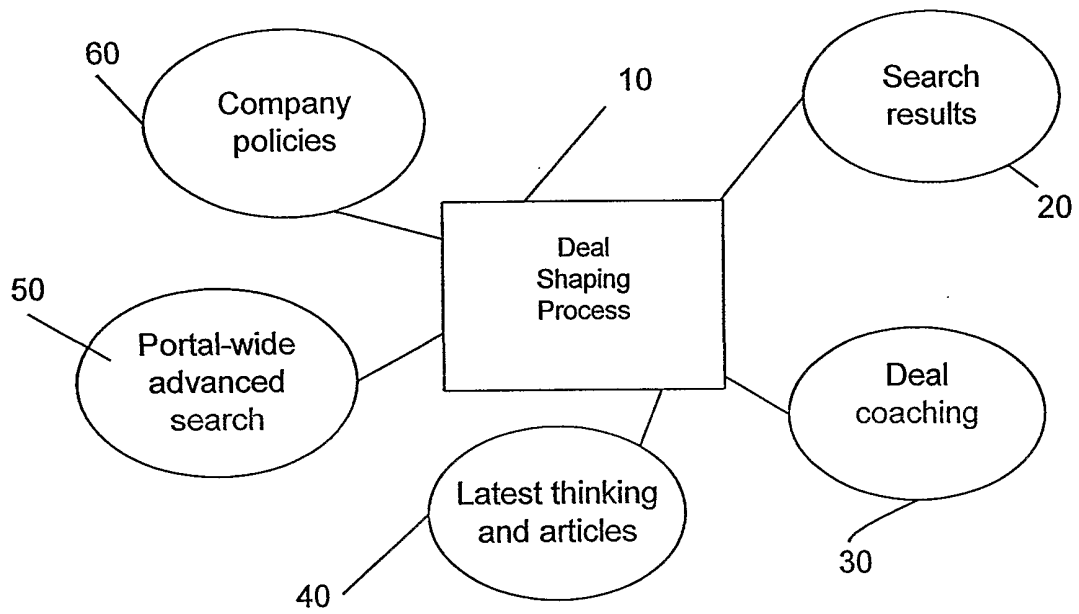 60
Company
policies
10
Search
results
20
Deal
Shaping
Process
50
Portal-wide
advanced
search
Deal
coaching
30
Latest thinking
and articles
40